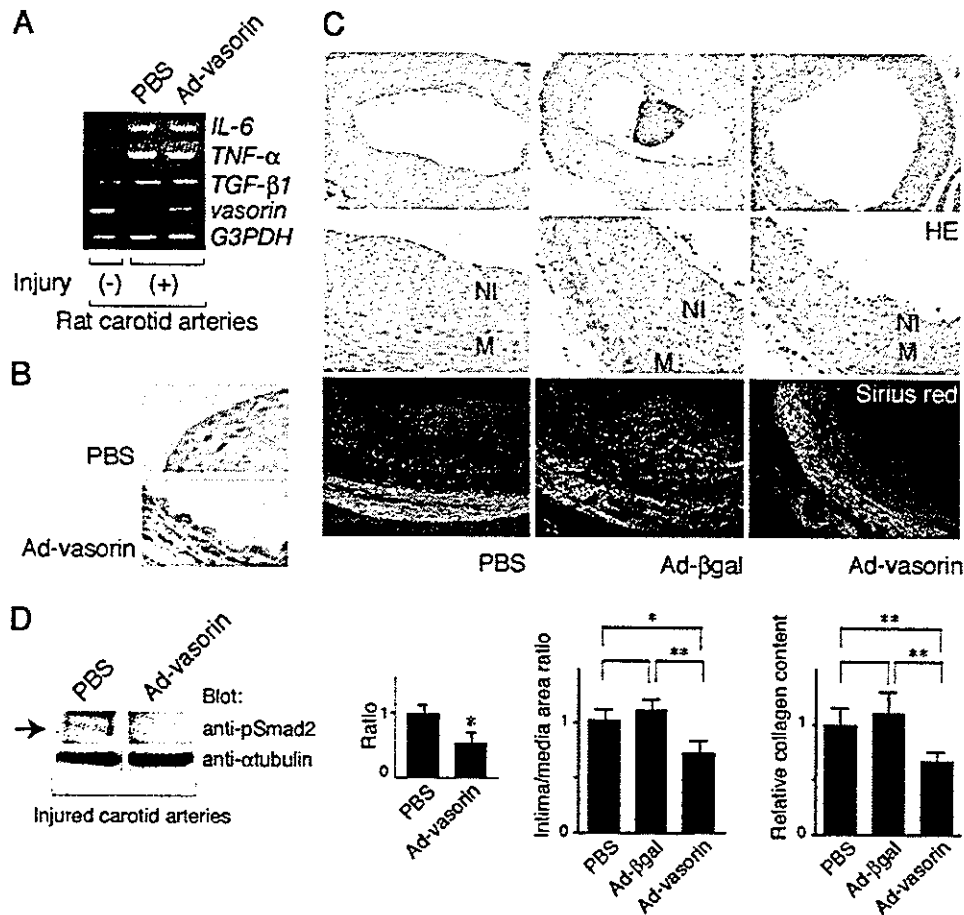 A
PBS
Ad-vasorin
IL-6
TNF-α
TGF-β1
vasorin
G3PDH
Injury (-) (+)
Rat carotid arteries
B
PBS
Ad-vasorin
C
HE
NI
M
NI
M
NI
M
Sirius red
PBS Ad-βgal Ad-vasorin
D
PBS
Ad-vasorin
Blot:
anti-pSmad2
anti-αtubulin
Injured carotid arteries
Ratio
1
0
*
PBS
Ad-vasorin
Intima/media area ratio
1
0
*
**
PBS
Ad-βgal
Ad-vasorin
Relative collagen content
1
0
**
**
PBS
Ad-βgal
Ad-vasorin